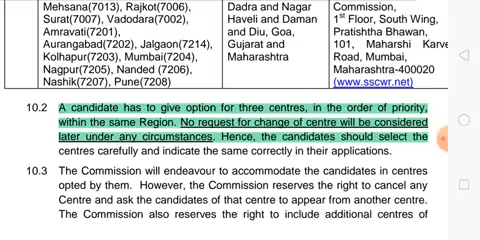 Mehsana(7013), Rajkot(7006),
Surat(7007), Vadodara(7002),
Amravati(7201),
Aurangabad(7202), Jalgaon(7214),
Kolhapur(7203), Mumbai(7204),
Nagpur(7205), Nanded (7206),
Nashik(7207), Pune(7208)
Dadra and Nagar
Haveli and Daman
and Diu, Goa,
Gujarat and
Maharashtra
Commission,
1st Floor, South Wing,
Pratishtha Bhawan,
101, Maharshi Karve
Road, Mumbai,
Maharashtra-400020
(www.sscwr.net)
10.2 A candidate has to give option for three centres, in the order of priority,
within the same Region. No request for change of centre will be considered
later under any circumstances. Hence, the candidates should select the
centres carefully and indicate the same correctly in their applications.
10.3 The Commission will endeavour to accommodate the candidates in centres
opted by them. However, the Commission reserves the right to cancel any
Centre and ask the candidates of that centre to appear from another centre.
The Commission also reserves the right to include additional centres of